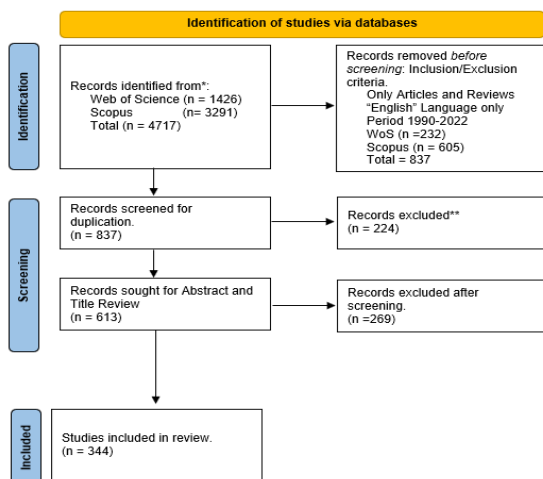 Identification of studies via databases
Identification
Records identified from*:
Web of Science (n = 1426)
Scopus (n= 3291)
Total (n = 4717)
Records removed before
screening: Inclusion/Exclusion
criteria.
Only Articles and Reviews
“English” Language only
Period 1990-2022
WoS (n =232)
Scopus (n = 605)
Total = 837
Screening
Records screened for
duplication.
(n = 837)
Records excluded**
(n = 224)
Records sought for Abstract and
Title Review
(n = 613)
Records excluded after
screening.
(n =269)
Included
Studies included in review.
(n = 344)